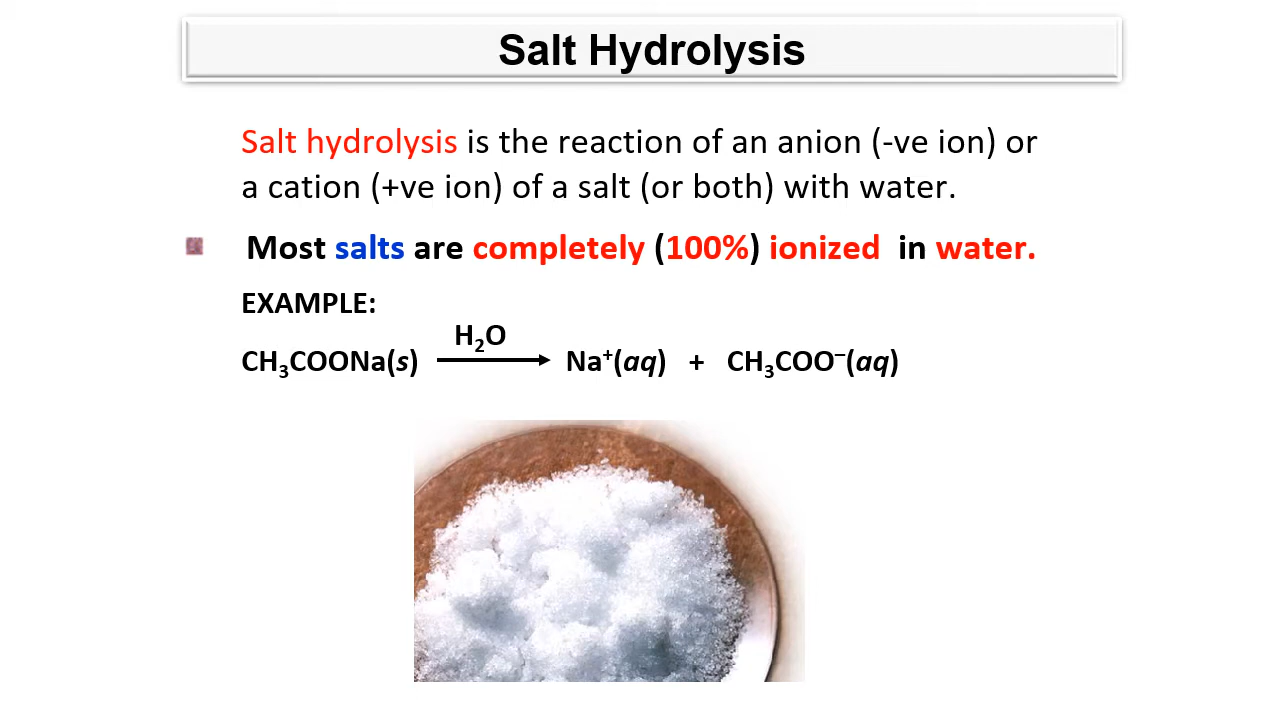 Salt Hydrolysis
Salt hydrolysis is the reaction of an anion (-ve ion) or
a cation (+ve ion) of a salt (or both) with water.
Most salts are completely (100%) ionized in water.
EXAMPLE:
H₂O
CH₃COONa(s) ⟶ Na⁺(aq) + CH₃COO⁻(aq)